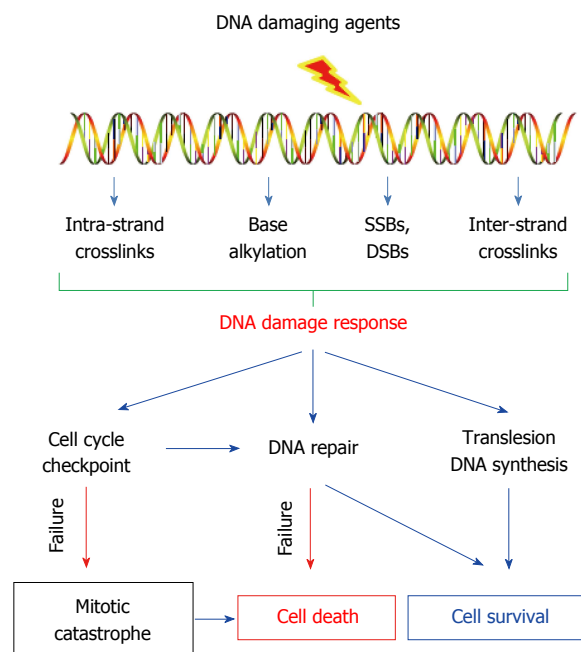 DNA damaging agents
Intra-strand
crosslinks
Base
alkylation
SSBs,
DSBs
Inter-strand
crosslinks
DNA damage response
Cell cycle
checkpoint
DNA repair
Translesion
DNA synthesis
Failure
Failure
Mitotic
catastrophe
Cell death
Cell survival